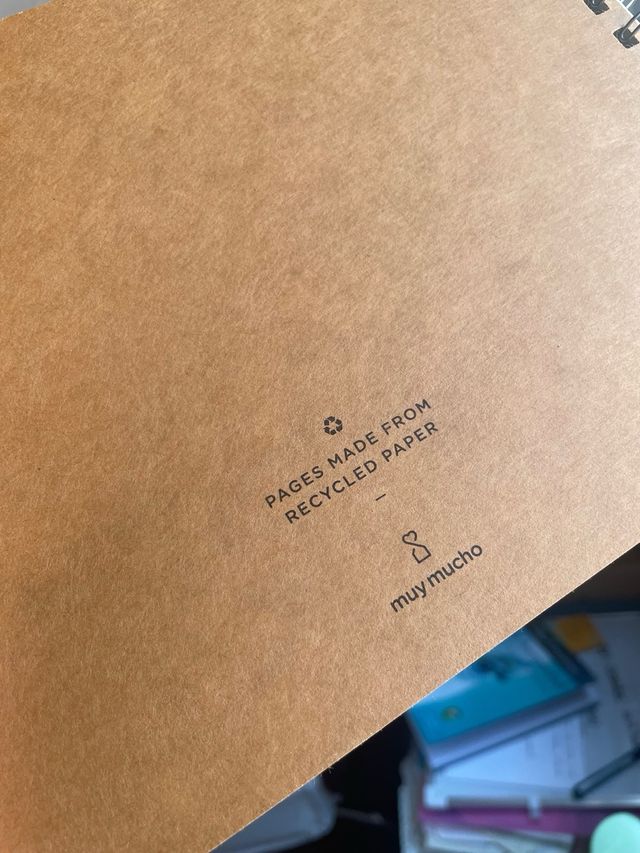 PAGES MADE FROM
RECYCLED PAPER
muy mucho